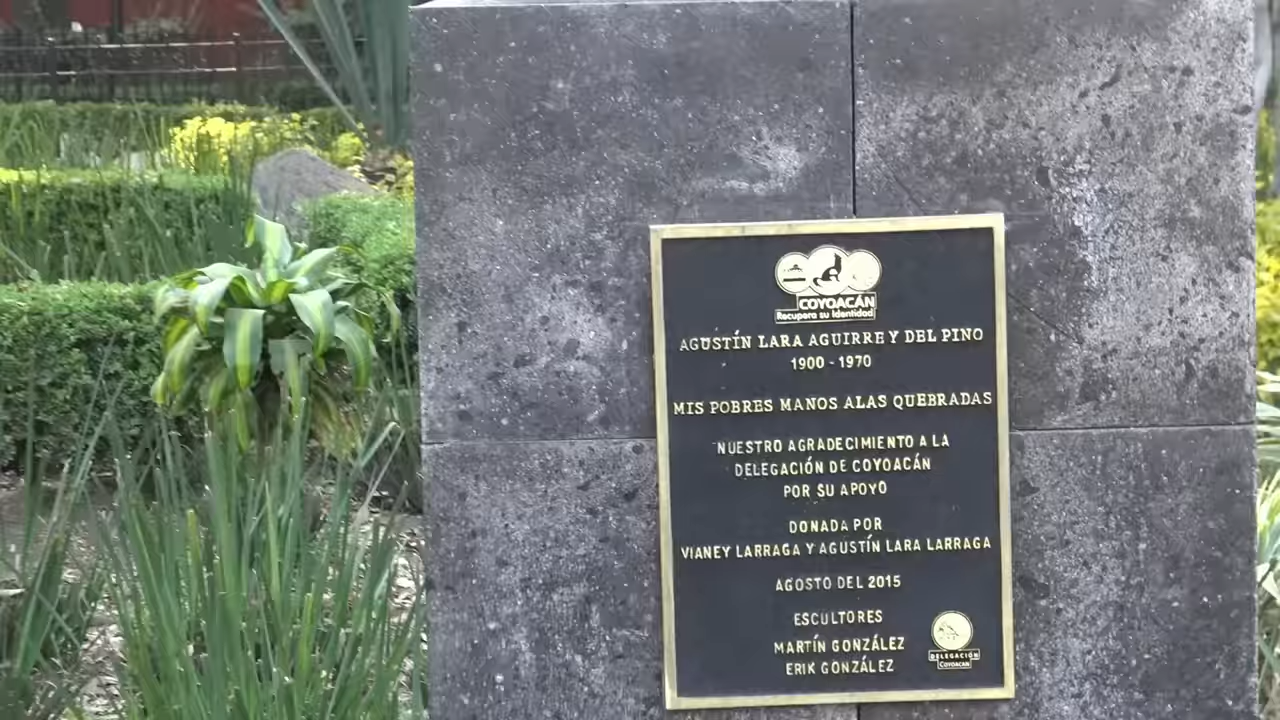 COYOACÁN
Recupera su Identidad
AGUSTÍN LARA AGUIRRE Y DEL PINO
1900 - 1970
MIS POBRES MANOS ALAS QUEBRADAS
NUESTRO AGRADECIMIENTO A LA
DELEGACIÓN DE COYOACÁN
POR SU APOYO
DONADA POR
VIANEY LARRAGA Y AGUSTÍN LARA LARRAGA
AGOSTO DEL 2015
ESCULTORES
MARTÍN GONZÁLEZ
ERIK GONZÁLEZ
DELEGACIÓN
COYOACÁN